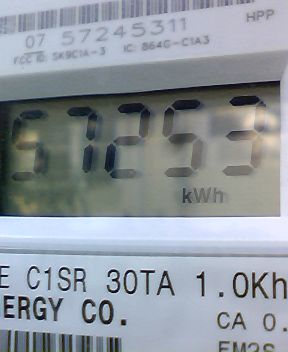 HPP
07 57245311
FCC ID: SK9C1A-3 IC: 864G-C1A3
57253
kWh
E C1SR 30TA 1.0Kh
ERGY CO.
CA 0.
FM2S